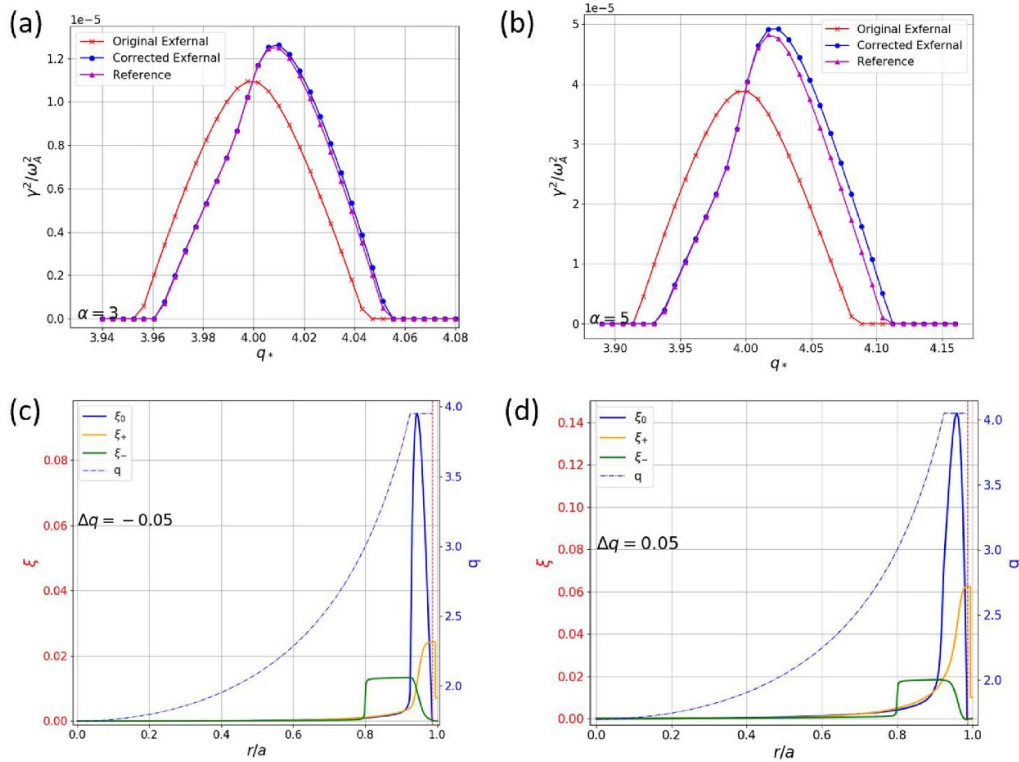 (a)
1e−5
Original Exfernal
Corrected Exfernal
Reference
γ²/ω_A²
1.2
1.0
0.8
0.6
0.4
0.2
0.0
α = 3
3.94 3.96 3.98 4.00 4.02 4.04 4.06 4.08
q*
(b)
1e−5
Original Exfernal
Corrected Exfernal
Reference
γ²/ω_A²
5
4
3
2
1
0
α = 5
3.90 3.95 4.00 4.05 4.10 4.15
q*
(c)
ξ₀
ξ₊
ξ₋
q
Δq = −0.05
ξ
0.08
0.06
0.04
0.02
0.00
4.0
3.5
3.0
2.5
2.0
q
0.0 0.2 0.4 0.6 0.8 1.0
r/a
(d)
ξ₀
ξ₊
ξ₋
q
Δq = 0.05
ξ
0.14
0.12
0.10
0.08
0.06
0.04
0.02
0.00
4.0
3.5
3.0
2.5
2.0
q
0.0 0.2 0.4 0.6 0.8 1.0
r/a